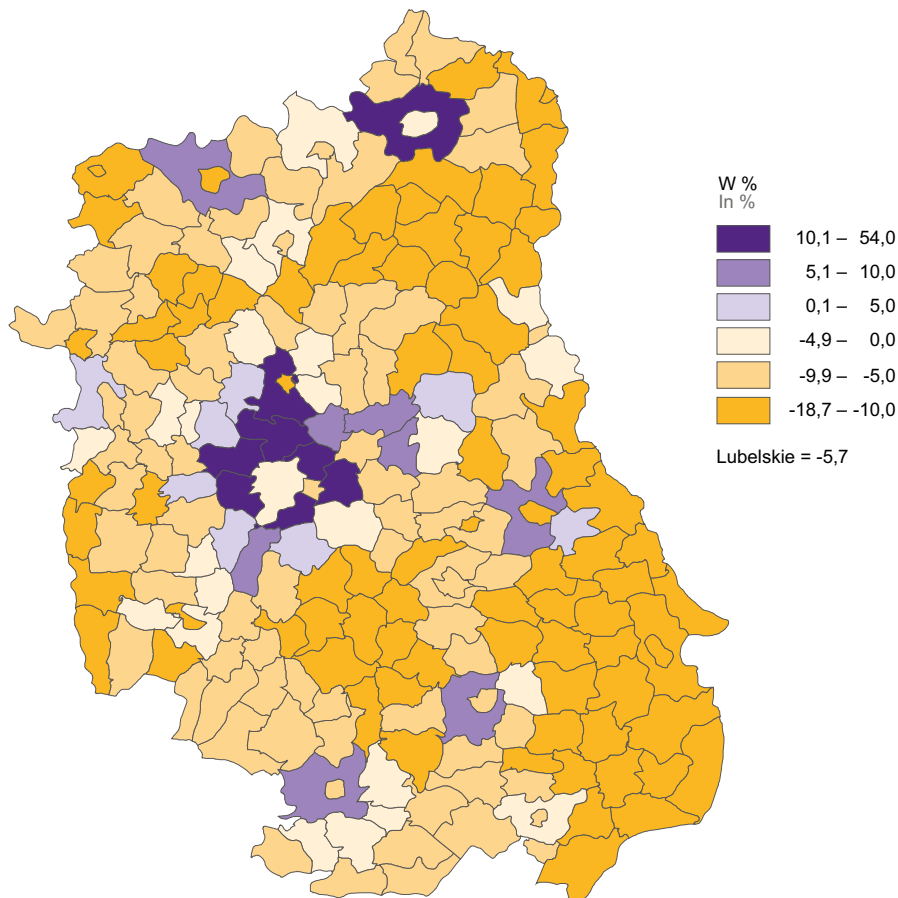 W %
In %
10,1 – 54,0
5,1 – 10,0
0,1 – 5,0
-4,9 – 0,0
-9,9 – -5,0
-18,7 – -10,0
Lubelskie = -5,7